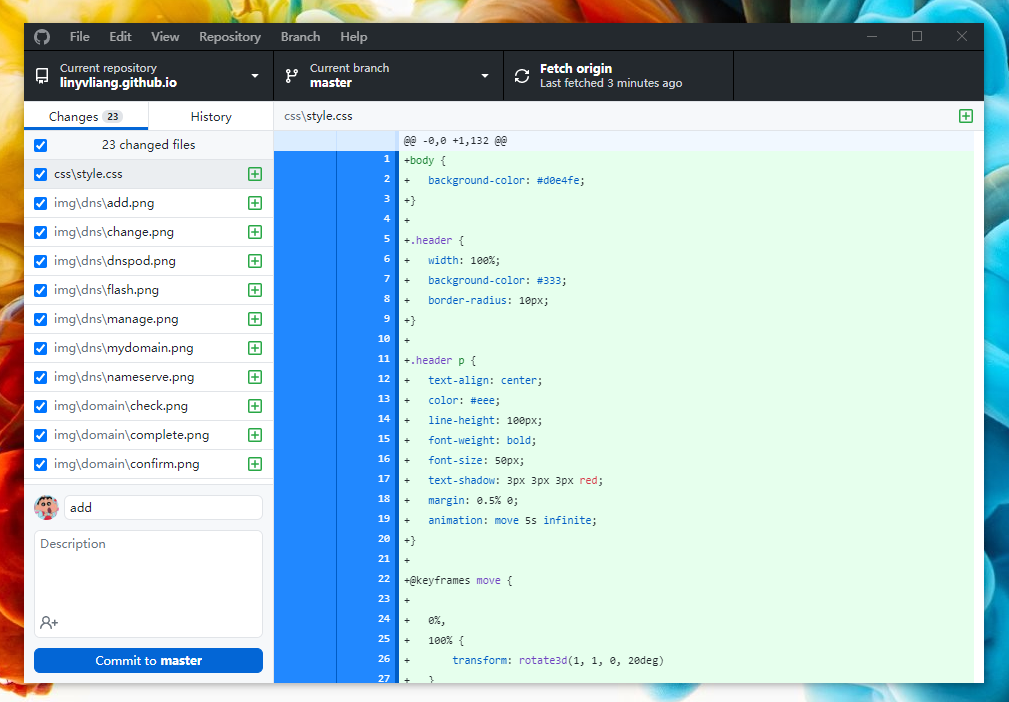 File Edit View Repository Branch Help
Current repository
linyvliang.github.io
Current branch
master
Fetch origin
Last fetched 3 minutes ago
Changes 23
History
css\style.css
23 changed files
css\style.css
img\dns\add.png
img\dns\change.png
img\dns\dnspod.png
img\dns\flash.png
img\dns\manage.png
img\dns\mydomain.png
img\dns\nameserve.png
img\domain\check.png
img\domain\complete.png
img\domain\confirm.png
add
Description
Commit to master
@@ -0,0 +1,132 @@
1 +body {
2 + background-color: #d0e4fe;
3 +}
4 +
5 +.header {
6 + width: 100%;
7 + background-color: #333;
8 + border-radius: 10px;
9 +}
10 +
11 +.header p {
12 + text-align: center;
13 + color: #eee;
14 + line-height: 100px;
15 + font-weight: bold;
16 + font-size: 50px;
17 + text-shadow: 3px 3px 3px red;
18 + margin: 0.5% 0;
19 + animation: move 5s infinite;
20 +}
21 +
22 +@keyframes move {
23 +
24 + 0%,
25 + 100% {
26 + transform: rotate3d(1, 1, 0, 20deg)
27 + }